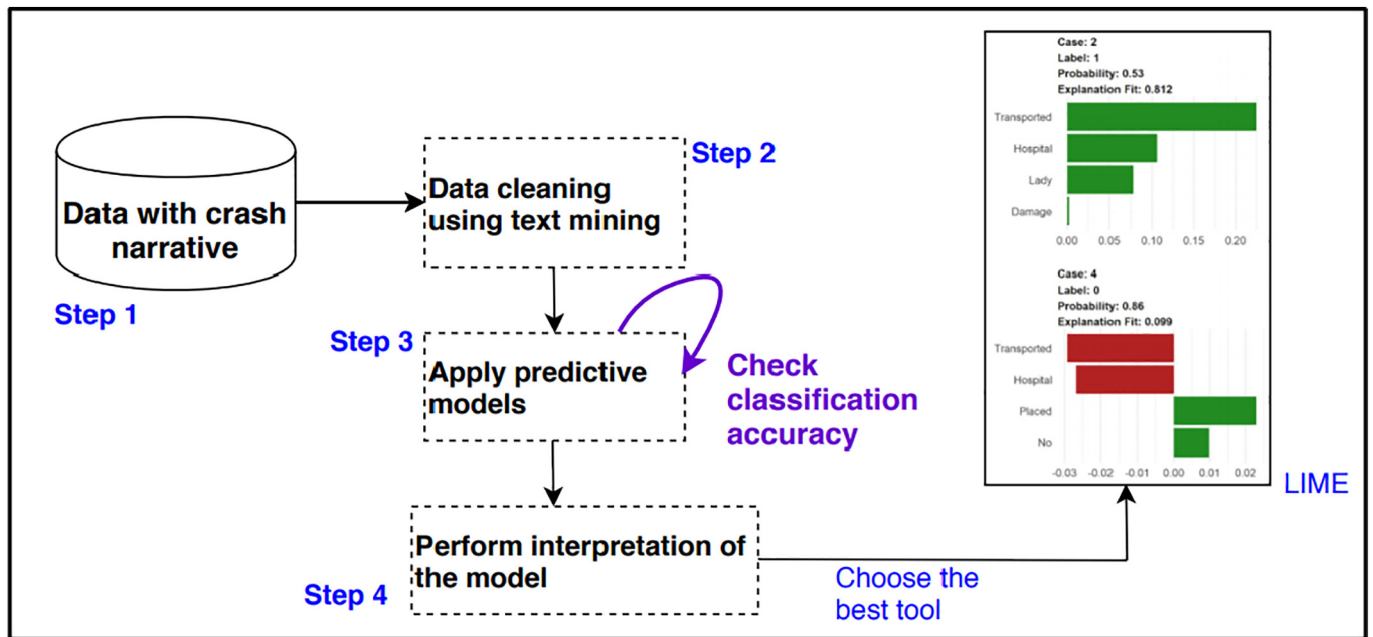 Data with crash
narrative
Step 1
Data cleaning
using text mining
Step 2
Step 3
Apply predictive
models
Check
classification
accuracy
Perform interpretation of
the model
Step 4
Choose the
best tool
Case: 2
Label: 1
Probability: 0.53
Explanation Fit: 0.812
Transported
Hospital
Lady
Damage
0.00 0.05 0.10 0.15 0.20
Case: 4
Label: 0
Probability: 0.86
Explanation Fit: 0.099
Transported
Hospital
Placed
No
-0.03 -0.02 -0.01 0.00 0.01 0.02
LIME